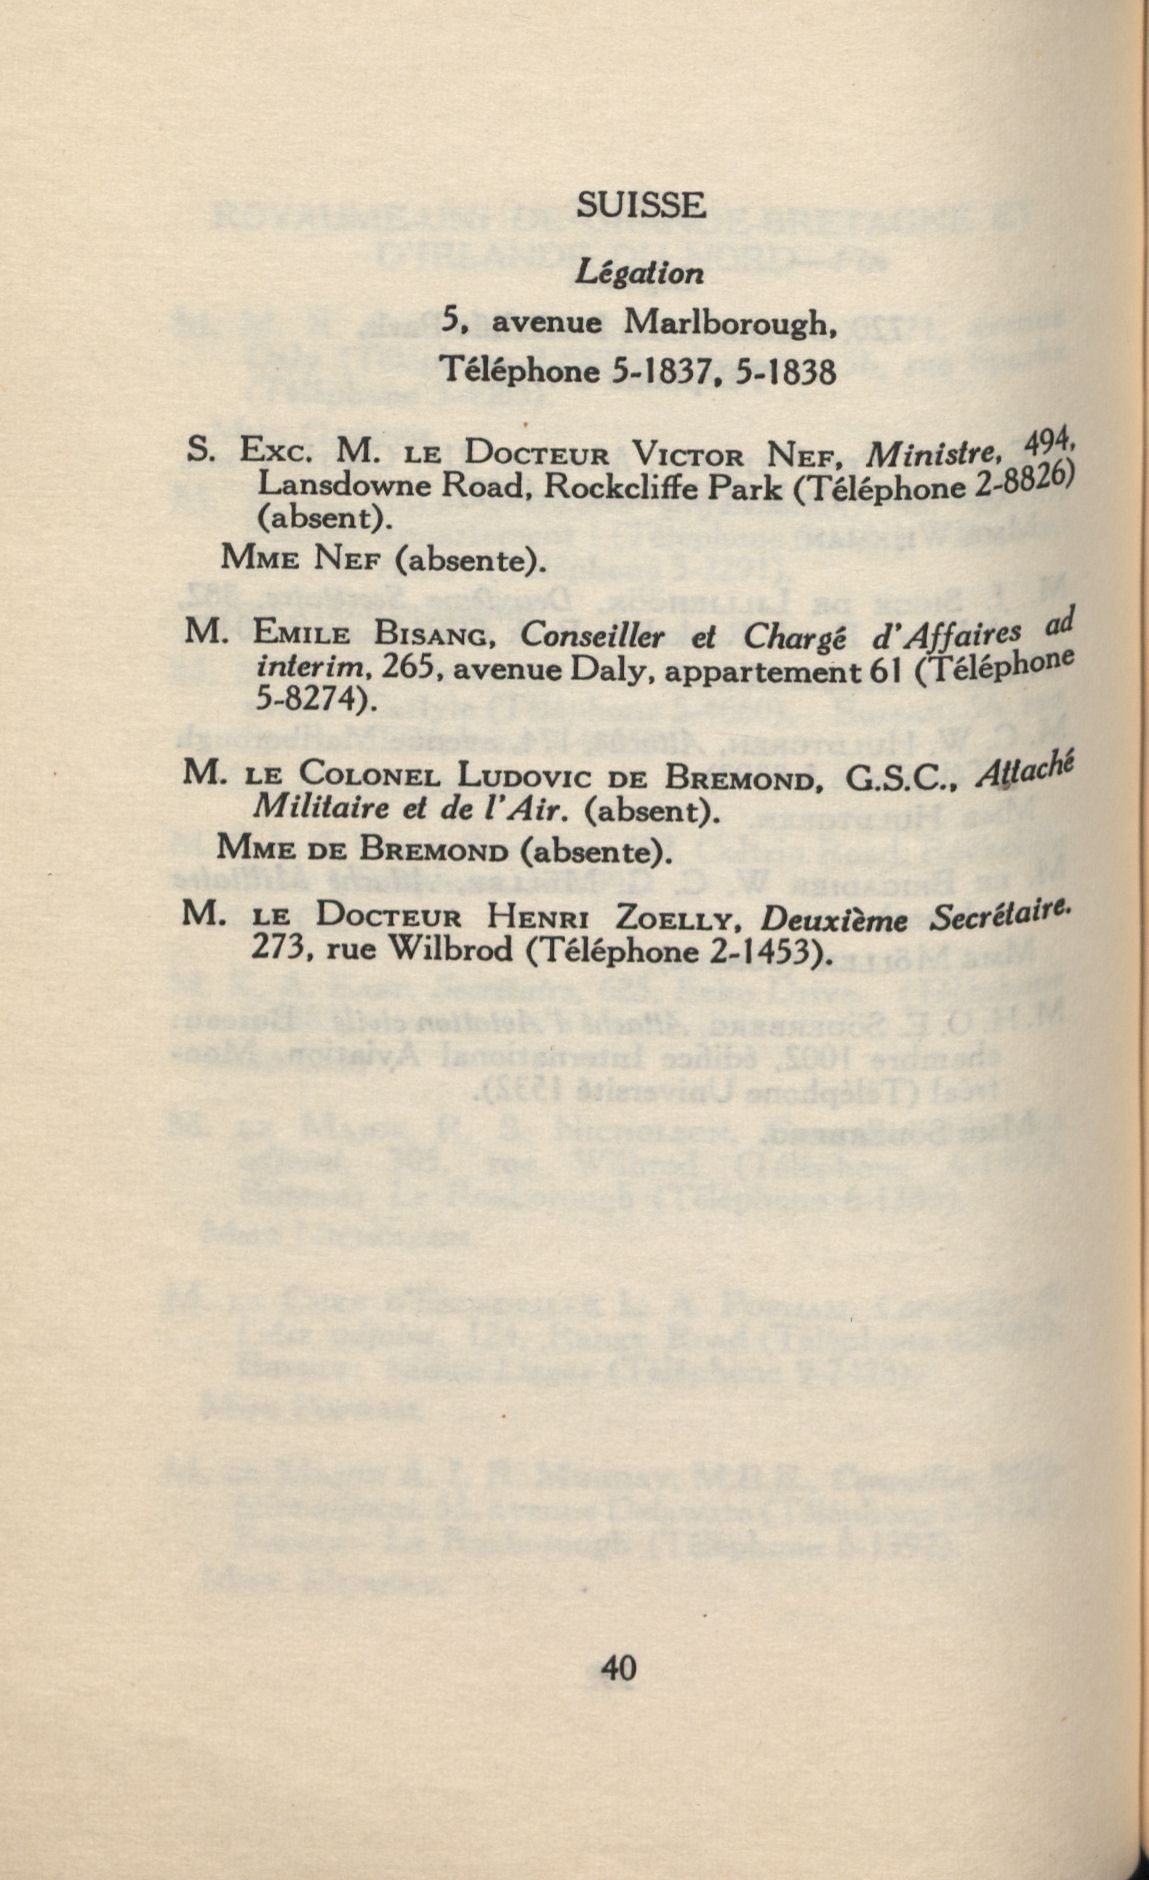 SUISSE
Légation
5, avenue Marlborough,
Téléphone 5-1837, 5-1838
S. Exc. M. le Docteur Victor Nef, Ministre, 494,
Lansdowne Road, Rockcliffe Park (Téléphone 2-8826)
(absent).
Mme Nef (absente).
M. Emile Bisang, Conseiller et Chargé d'Affaires ad
interim, 265, avenue Daly, appartement 61 (Téléphone
5-8274).
M. le Colonel Ludovic de Bremond, G.S.C., Attaché
Militaire et de l'Air. (absent).
Mme de Bremond (absente).
M. le Docteur Henri Zoelly, Deuxième Secrétaire.
273, rue Wilbrod (Téléphone 2-1453).
40